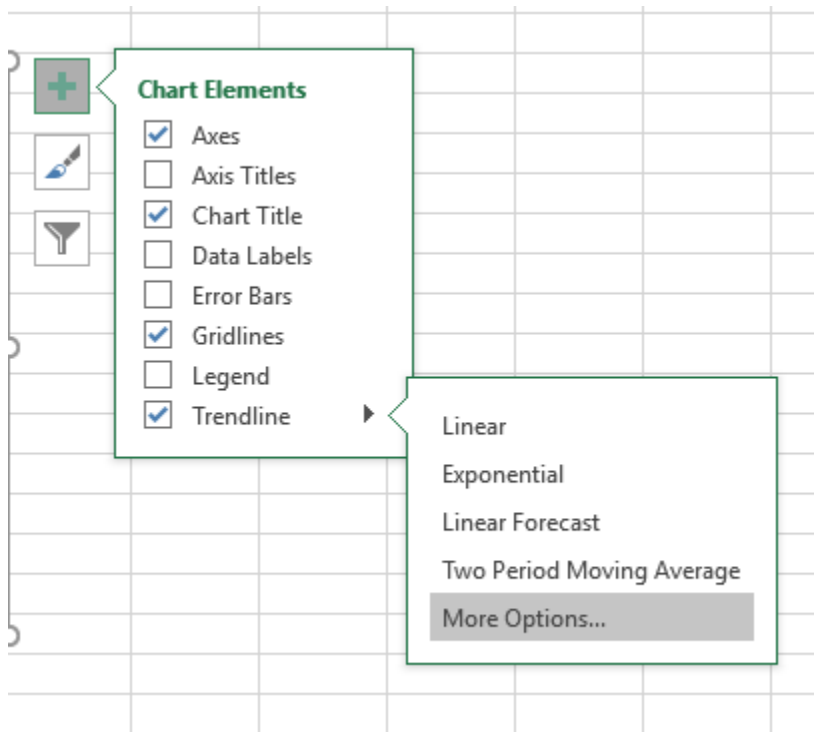 Chart Elements
Axes
Axis Titles
Chart Title
Data Labels
Error Bars
Gridlines
Legend
Trendline
Linear
Exponential
Linear Forecast
Two Period Moving Average
More Options...